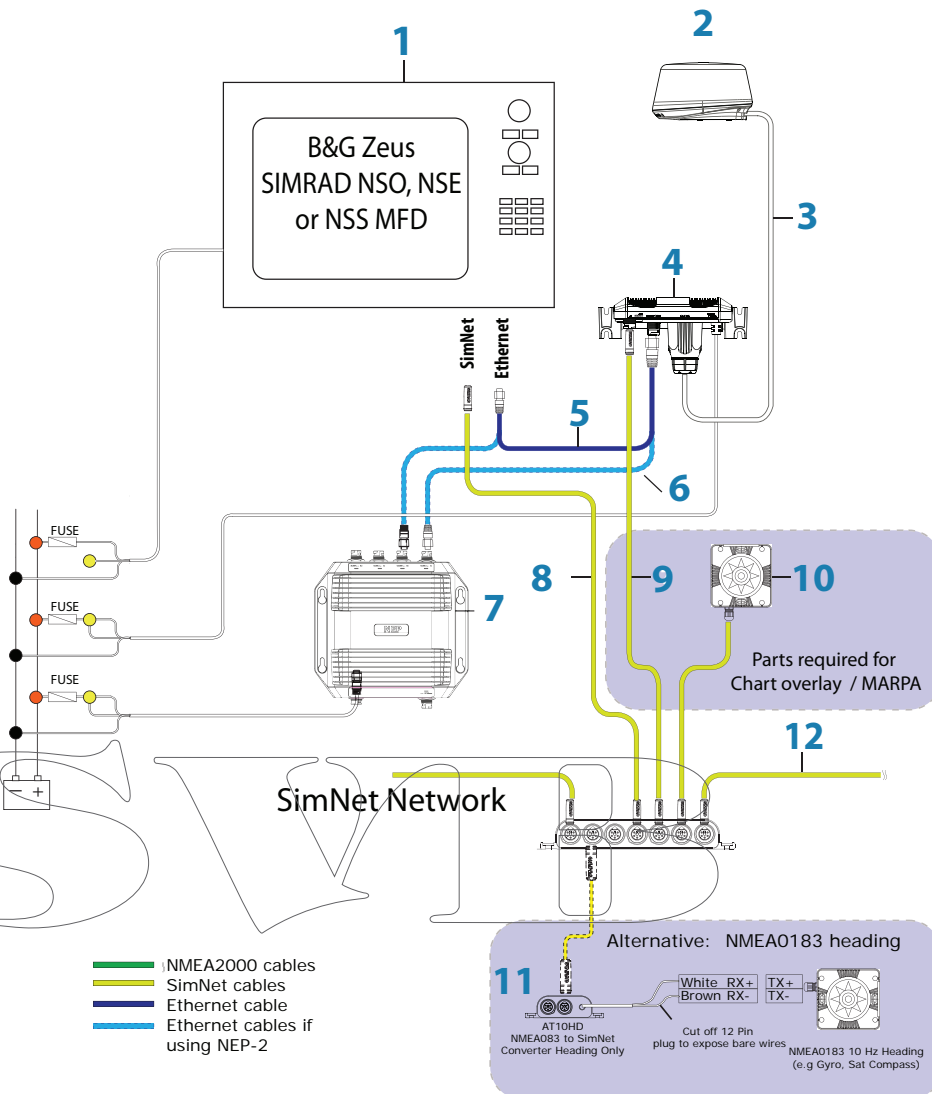 1
2
B&G Zeus
SIMRAD NSO, NSE
or NSS MFD
3
4
SimNet
Ethernet
5
6
FUSE
FUSE
FUSE
7
8
9
10
Parts required for
Chart overlay / MARPA
12
− +
SimNet Network
SVB
Alternative: NMEA0183 heading
11
White RX+ TX+
Brown RX- TX-
AT10HD
NMEA083 to SimNet
Converter Heading Only
Cut off 12 Pin
plug to expose bare wires
NMEA0183 10 Hz Heading
(e.g Gyro, Sat Compass)
NMEA2000 cables
SimNet cables
Ethernet cable
Ethernet cables if
using NEP-2